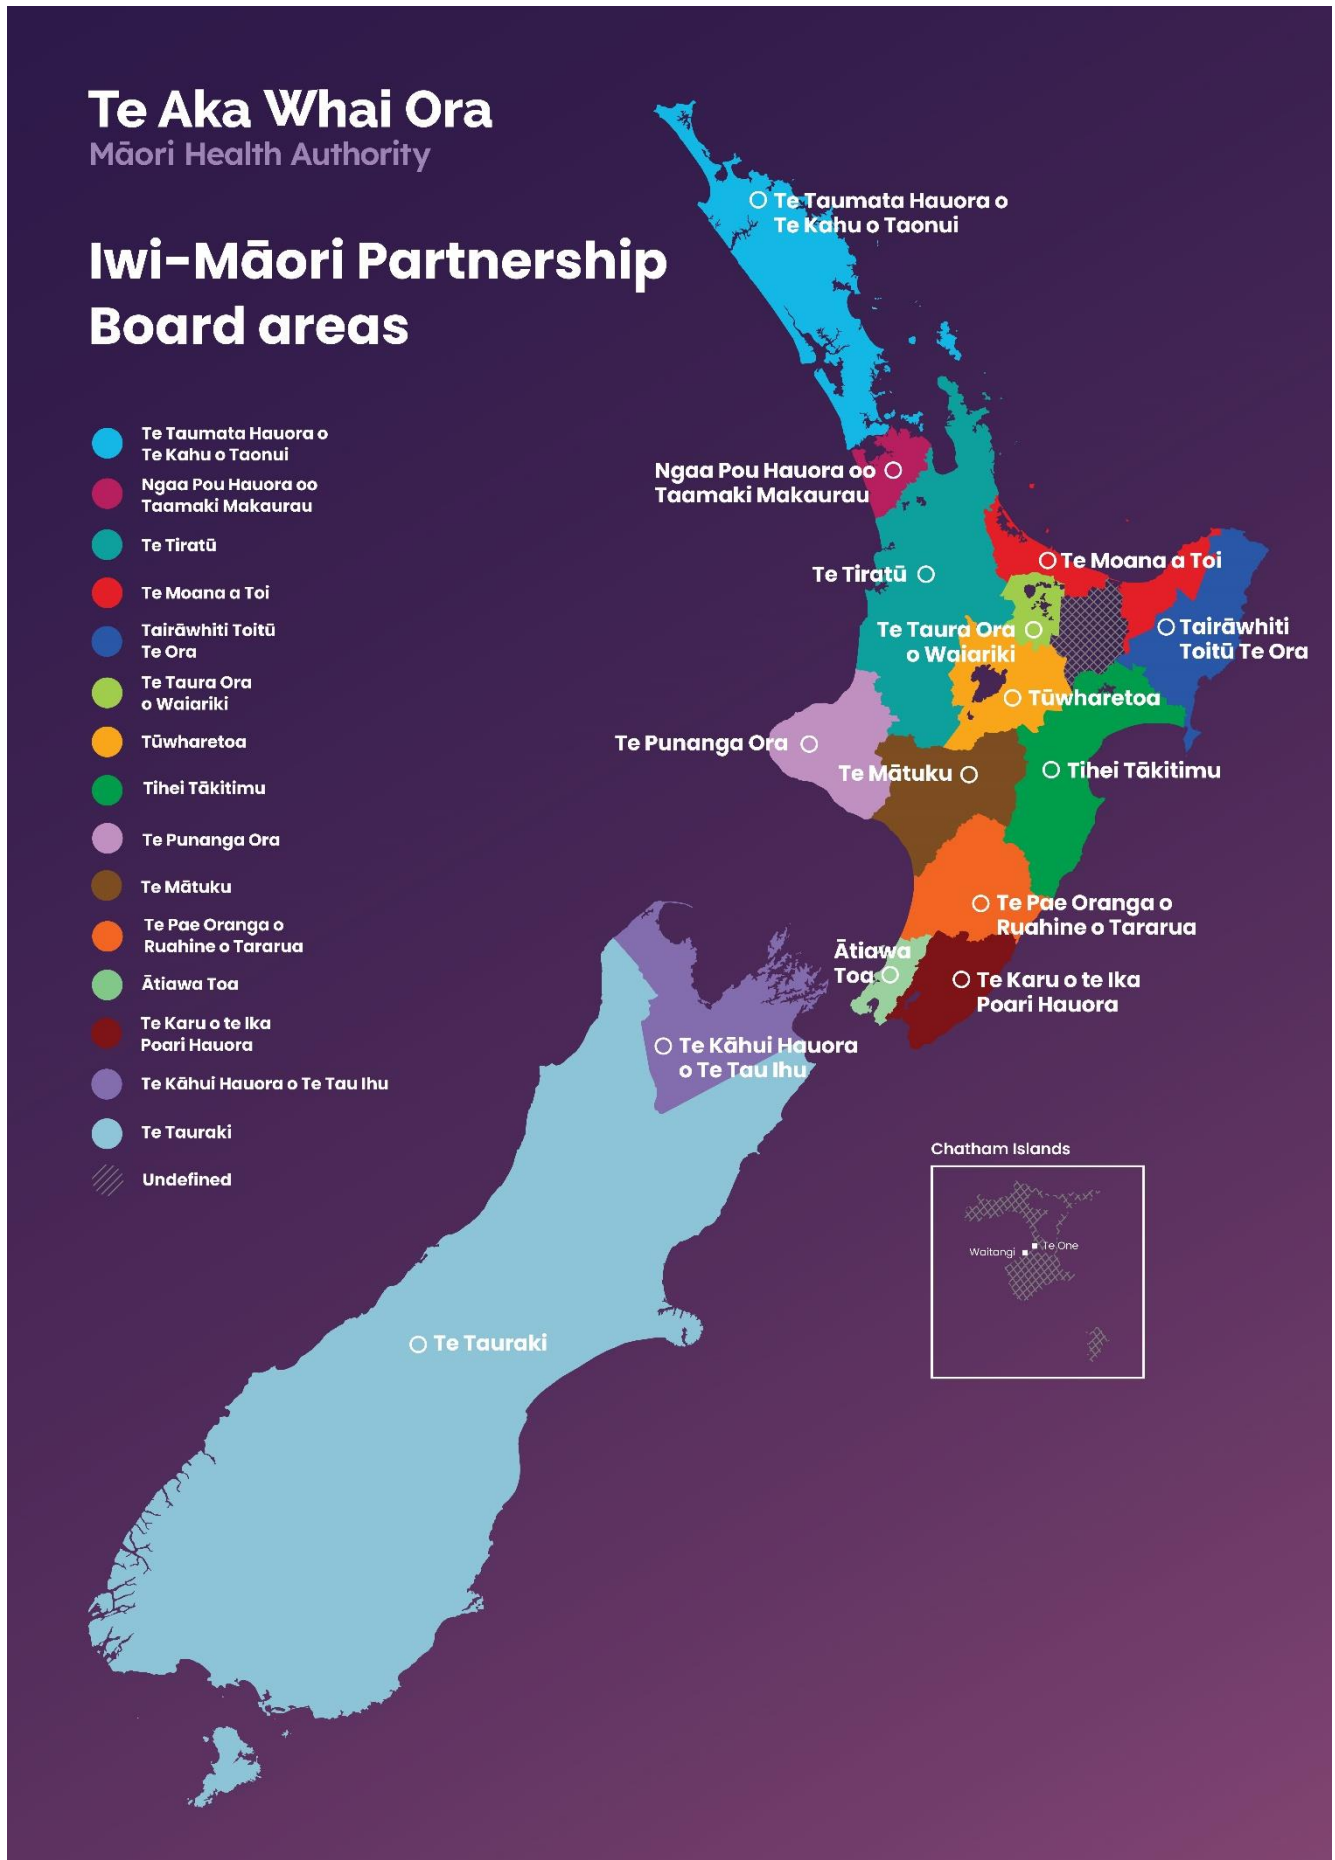 Te Aka Whai Ora
Māori Health Authority
Iwi-Māori Partnership
Board areas
Te Taumata Hauora o
Te Kahu o Taonui
Ngaa Pou Hauora oo
Taamaki Makaurau
Te Tiratū
Te Moana a Toi
Tairāwhiti Toitū
Te Ora
Te Taura Ora
o Waiariki
Tūwharetoa
Tihei Tākitimu
Te Punanga Ora
Te Mātuku
Te Pae Oranga o
Ruahine o Tararua
Ātiawa Toa
Te Karu o te Ika
Poari Hauora
Te Kāhui Hauora o Te Tau Ihu
Te Tauraki
Undefined
Te Taumata Hauora o
Te Kahu o Taonui
Ngaa Pou Hauora oo
Taamaki Makaurau
Te Moana a Toi
Te Tiratū
Te Taura Ora
o Waiariki
Tairāwhiti
Toitū Te Ora
Tūwharetoa
Te Punanga Ora
Te Mātuku
Tihei Tākitimu
Te Pae Oranga o
Ruahine o Tararua
Ātiawa
Toa
Te Karu o te Ika
Poari Hauora
Te Kāhui Hauora
o Te Tau Ihu
Te Tauraki
Chatham Islands
Te One
Waitangi